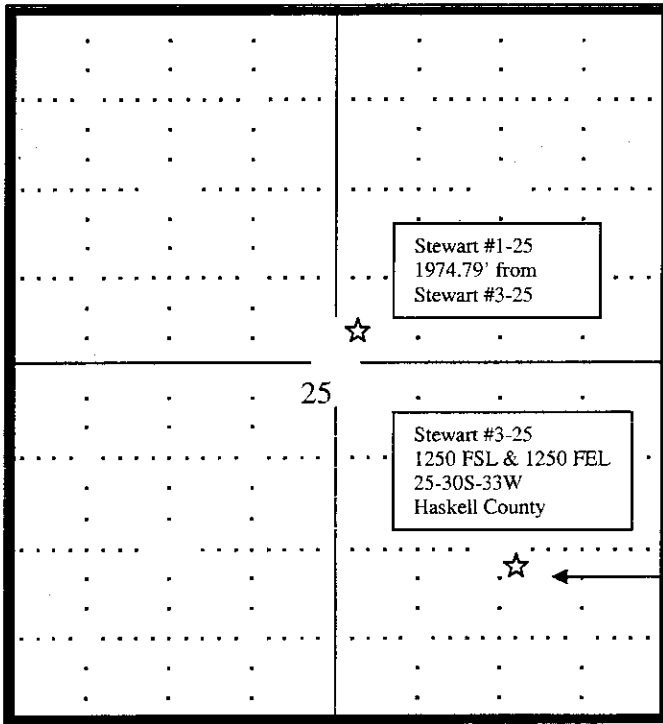 Stewart #1-25
1974.79' from
Stewart #3-25
25
Stewart #3-25
1250 FSL & 1250 FEL
25-30S-33W
Haskell County